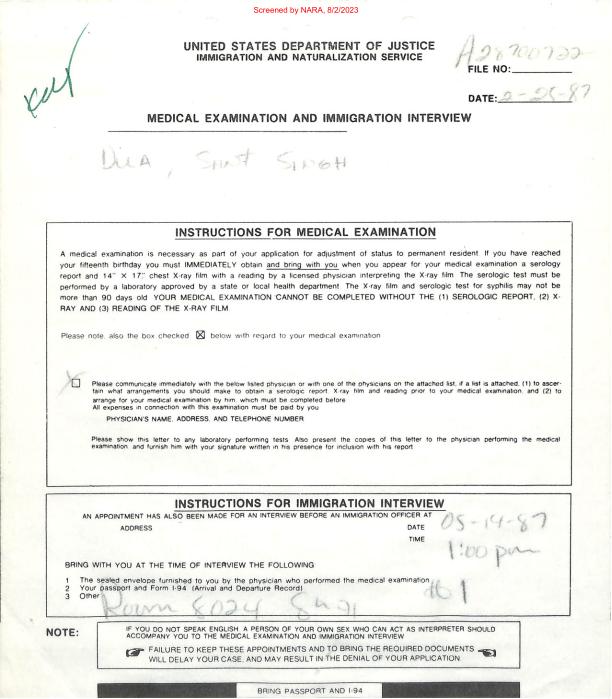 Screened by NARA, 8/2/2023
UNITED STATES DEPARTMENT OF JUSTICE
IMMIGRATION AND NATURALIZATION SERVICE
A28700722
FILE NO:
DATE: 2-25-87
MEDICAL EXAMINATION AND IMMIGRATION INTERVIEW
Singh
INSTRUCTIONS FOR MEDICAL EXAMINATION
A medical examination is necessary as part of your application for adjustment of status to permanent resident. If you have reached
your fifteenth birthday you must IMMEDIATELY obtain and bring with you when you appear for your medical examination a serology
report and 14" X 17" chest X-ray film with a reading by a licensed physician interpreting the X-ray film The serologic test must be
performed by a laboratory approved by a state or local health department. The X-ray film and serologic test for syphilis may not be
more than 90 days old YOUR MEDICAL EXAMINATION CANNOT BE COMPLETED WITHOUT THE (1) SEROLOGIC REPORT, (2) X-
RAY AND (3) READING OF THE X-RAY FILM
Please note, also the box checked ☒ below with regard to your medical examination
Please communicate immediately with the below listed physician or with one of the physicians on the attached list, if a list is attached, (1) to ascer-
tain what arrangements you should make to obtain a serologic report X-ray film and reading prior to your medical examination, and (2) to
arrange for your medical examination by him, which must be completed before
All expenses in connection with this examination must be paid by you
PHYSICIAN'S NAME, ADDRESS, AND TELEPHONE NUMBER
Please show this letter to any laboratory performing tests Also present the copies of this letter to the physician performing the medical
examination and furnish him with your signature written in his presence for inclusion with his report
INSTRUCTIONS FOR IMMIGRATION INTERVIEW
AN APPOINTMENT HAS ALSO BEEN MADE FOR AN INTERVIEW BEFORE AN IMMIGRATION OFFICER AT
ADDRESS DATE 05-14-87
TIME 1:00 pm
BRING WITH YOU AT THE TIME OF INTERVIEW THE FOLLOWING
1 The sealed envelope furnished to you by the physician who performed the medical examination
2 Your passport and Form I-94 (Arrival and Departure Record)
3 Other Room 8024 #1
NOTE: IF YOU DO NOT SPEAK ENGLISH A PERSON OF YOUR OWN SEX WHO CAN ACT AS INTERPRETER SHOULD
ACCOMPANY YOU TO THE MEDICAL EXAMINATION AND IMMIGRATION INTERVIEW
FAILURE TO KEEP THESE APPOINTMENTS AND TO BRING THE REQUIRED DOCUMENTS
WILL DELAY YOUR CASE, AND MAY RESULT IN THE DENIAL OF YOUR APPLICATION
BRING PASSPORT AND I-94